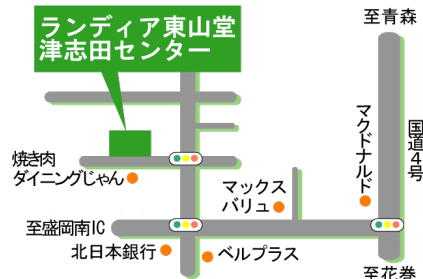 ランディア東山堂
津志田センター
至青森
マクドナルド
国道4号
焼き肉
ダイニングじゃん
マックス
バリュ
至盛岡南IC
北日本銀行
ベルプラス
至花巻